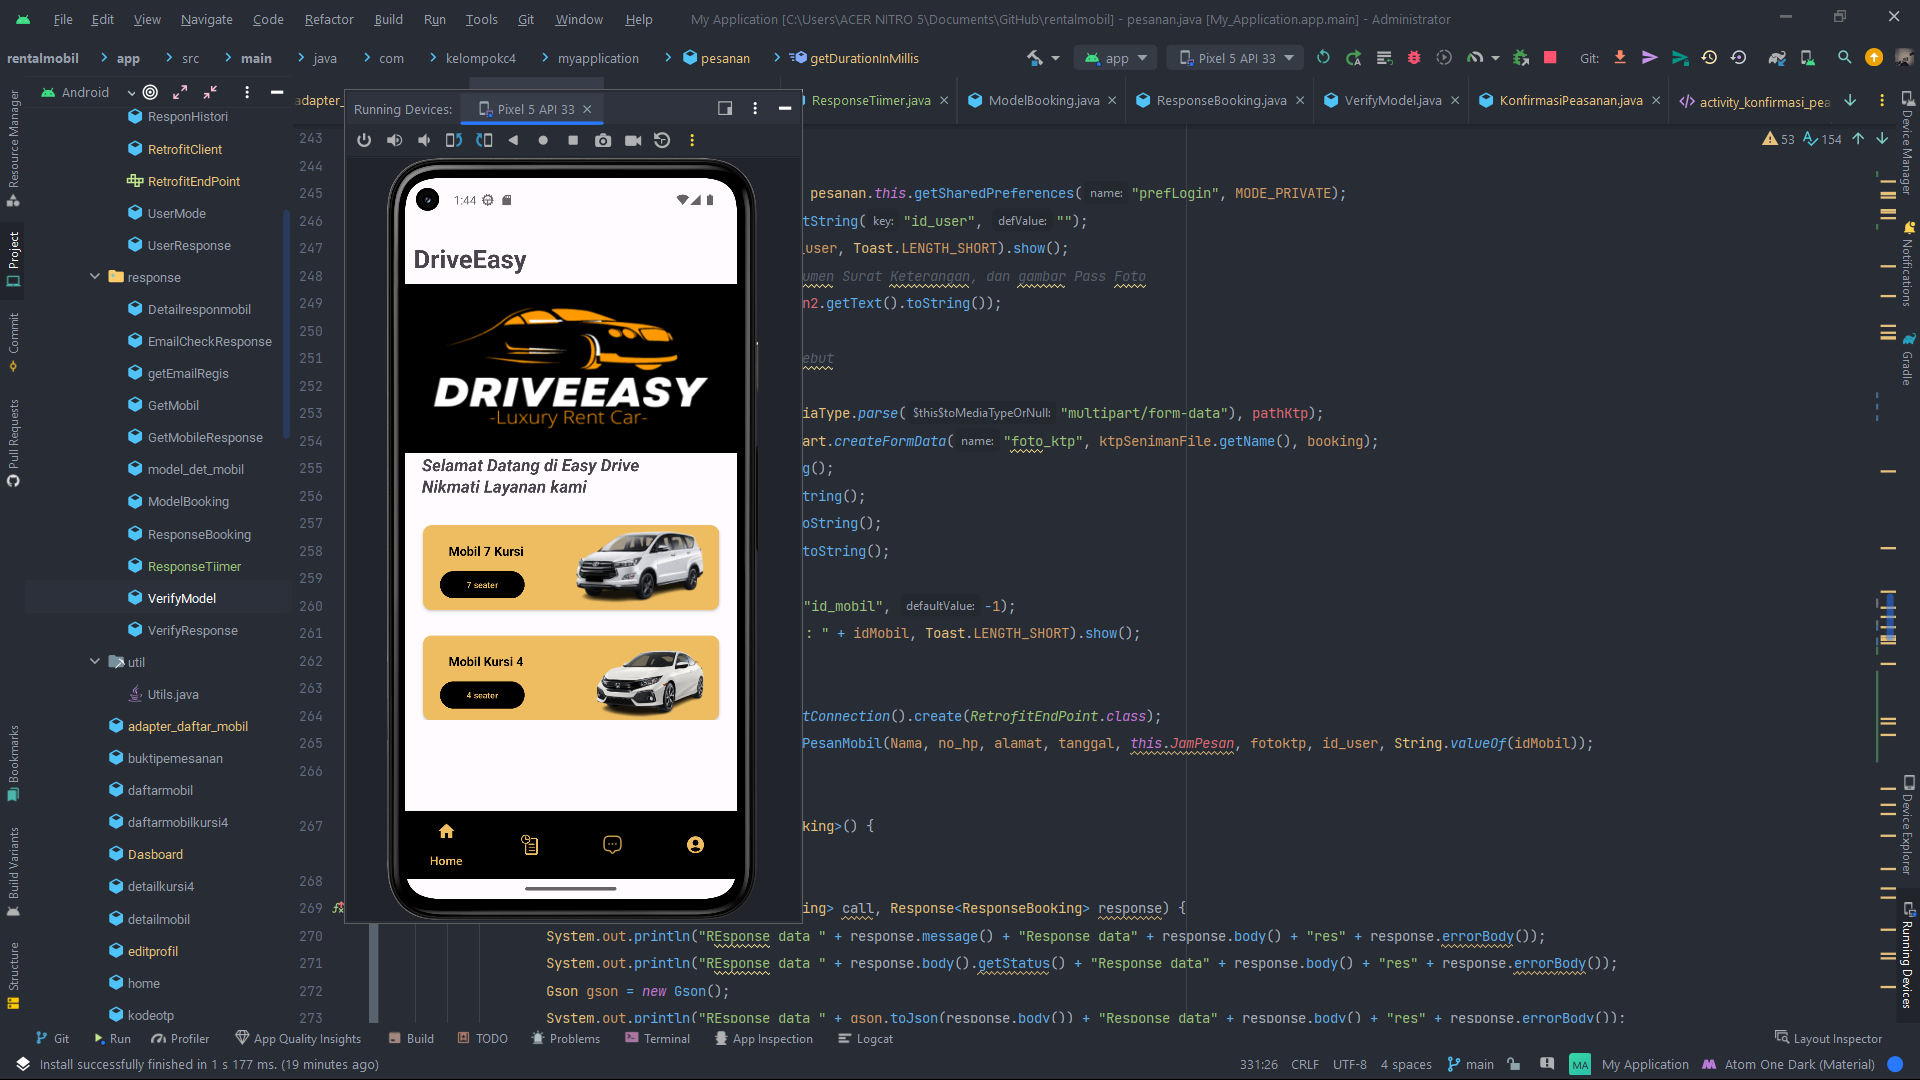 File Edit View Navigate Code Refactor Build Run Tools Git Window Help My Application [C:\Users\ACER NITRO 5\Documents\GitHub\rentalmobil] - pesanan.java [My_Application.app.main] - Administrator
rentalmobil app src main java com kelompokc4 myapplication pesanan getDurationInMillis app Pixel 5 API 33 Git:
Android
adapter_
ResponseTiimer.java ModelBooking.java ResponseBooking.java VerifyModel.java KonfirmasiPeasanan.java activity_konfirmasi_pea
Resource Manager
Project
Commit
Pull Requests
Bookmarks
Build Variants
Structure
ResponHistori
RetrofitClient
RetrofitEndPoint
UserMode
UserResponse
response
Detailresponmobil
EmailCheckResponse
getEmailRegis
GetMobil
GetMobileResponse
model_det_mobil
ModelBooking
ResponseBooking
ResponseTiimer
VerifyModel
VerifyResponse
util
Utils.java
adapter_daftar_mobil
buktipemesanan
daftarmobil
daftarmobilkursi4
Dasboard
detailkursi4
detailmobil
editprofil
home
kodeotp
Running Devices: Pixel 5 API 33
1:44
DriveEasy
DRIVEEASY
-Luxury Rent Car-
Selamat Datang di Easy Drive
Nikmati Layanan kami
Mobil 7 Kursi
7 seater
Mobil Kursi 4
4 seater
Home
53 154
243
244
245 pesanan.this.getSharedPreferences( name: "prefLogin", MODE_PRIVATE);
246 tString( key: "id_user", defValue: "");
247 user, Toast.LENGTH_SHORT).show();
248 umen Surat Keterangan, dan gambar Pass Foto
249 n2.getText().toString());
250
251 ebut
252
253 iaType.parse( $this$toMediaTypeOrNull: "multipart/form-data"), pathKtp);
254 art.createFormData( name: "foto_ktp", ktpSenimanFile.getName(), booking);
255 g();
256 tring();
257 oString();
258 toString();
259
260 "id_mobil", defaultValue: -1);
261 : " + idMobil, Toast.LENGTH_SHORT).show();
262
263
264 tConnection().create(RetrofitEndPoint.class);
265 PesanMobil(Nama, no_hp, alamat, tanggal, this.JamPesan, fotoktp, id_user, String.valueOf(idMobil));
266
267 king>() {
268
269 ing> call, Response<ResponseBooking> response) {
270 System.out.println("REsponse data " + response.message() + "Response data" + response.body() + "res" + response.errorBody());
271 System.out.println("REsponse data " + response.body().getStatus() + "Response data" + response.body() + "res" + response.errorBody());
272 Gson gson = new Gson();
273 System.out.println("REsponse data " + gson.toJson(response.body()) + "Response data" + response.body() + "res" + response.errorBody());
Device Manager
Notifications
Gradle
Device Explorer
Running Devices
Git Run Profiler App Quality Insights Build TODO Problems Terminal App Inspection Logcat Layout Inspector
Install successfully finished in 1 s 177 ms. (19 minutes ago) 331:26 CRLF UTF-8 4 spaces main MA My Application Atom One Dark (Material)